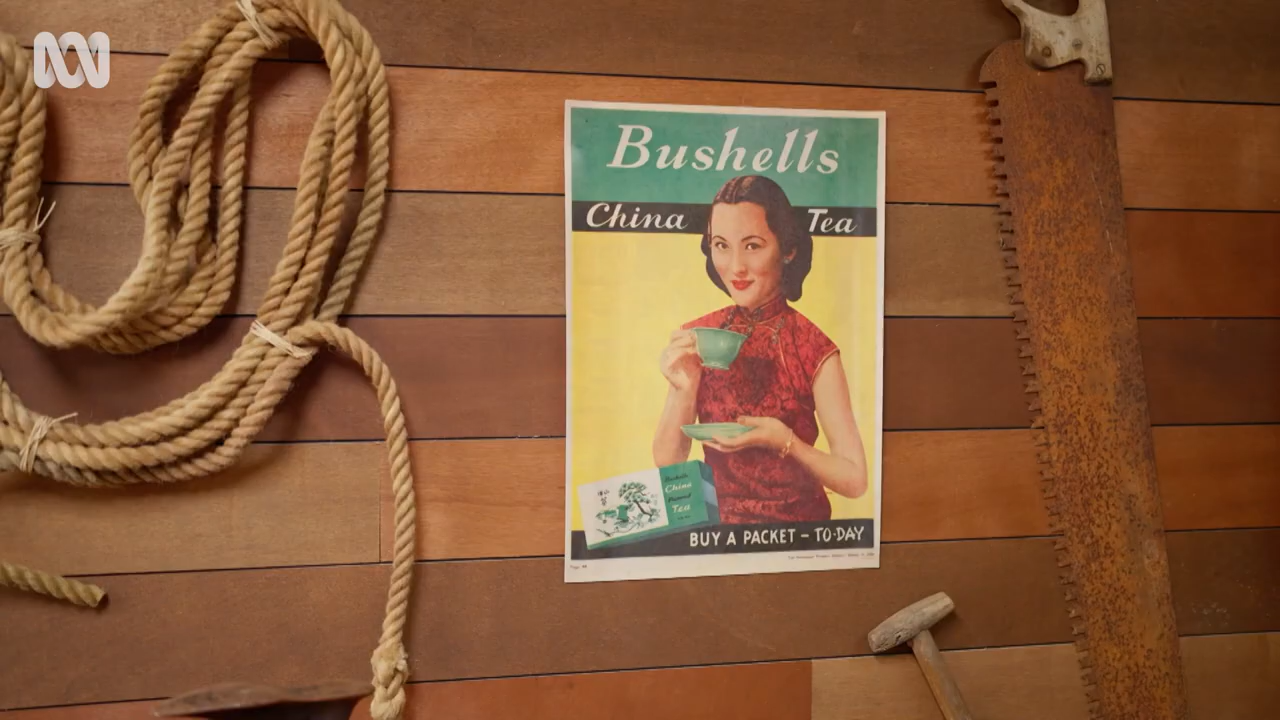 Bushells
China Tea
China
Tea
BUY A PACKET – TO-DAY